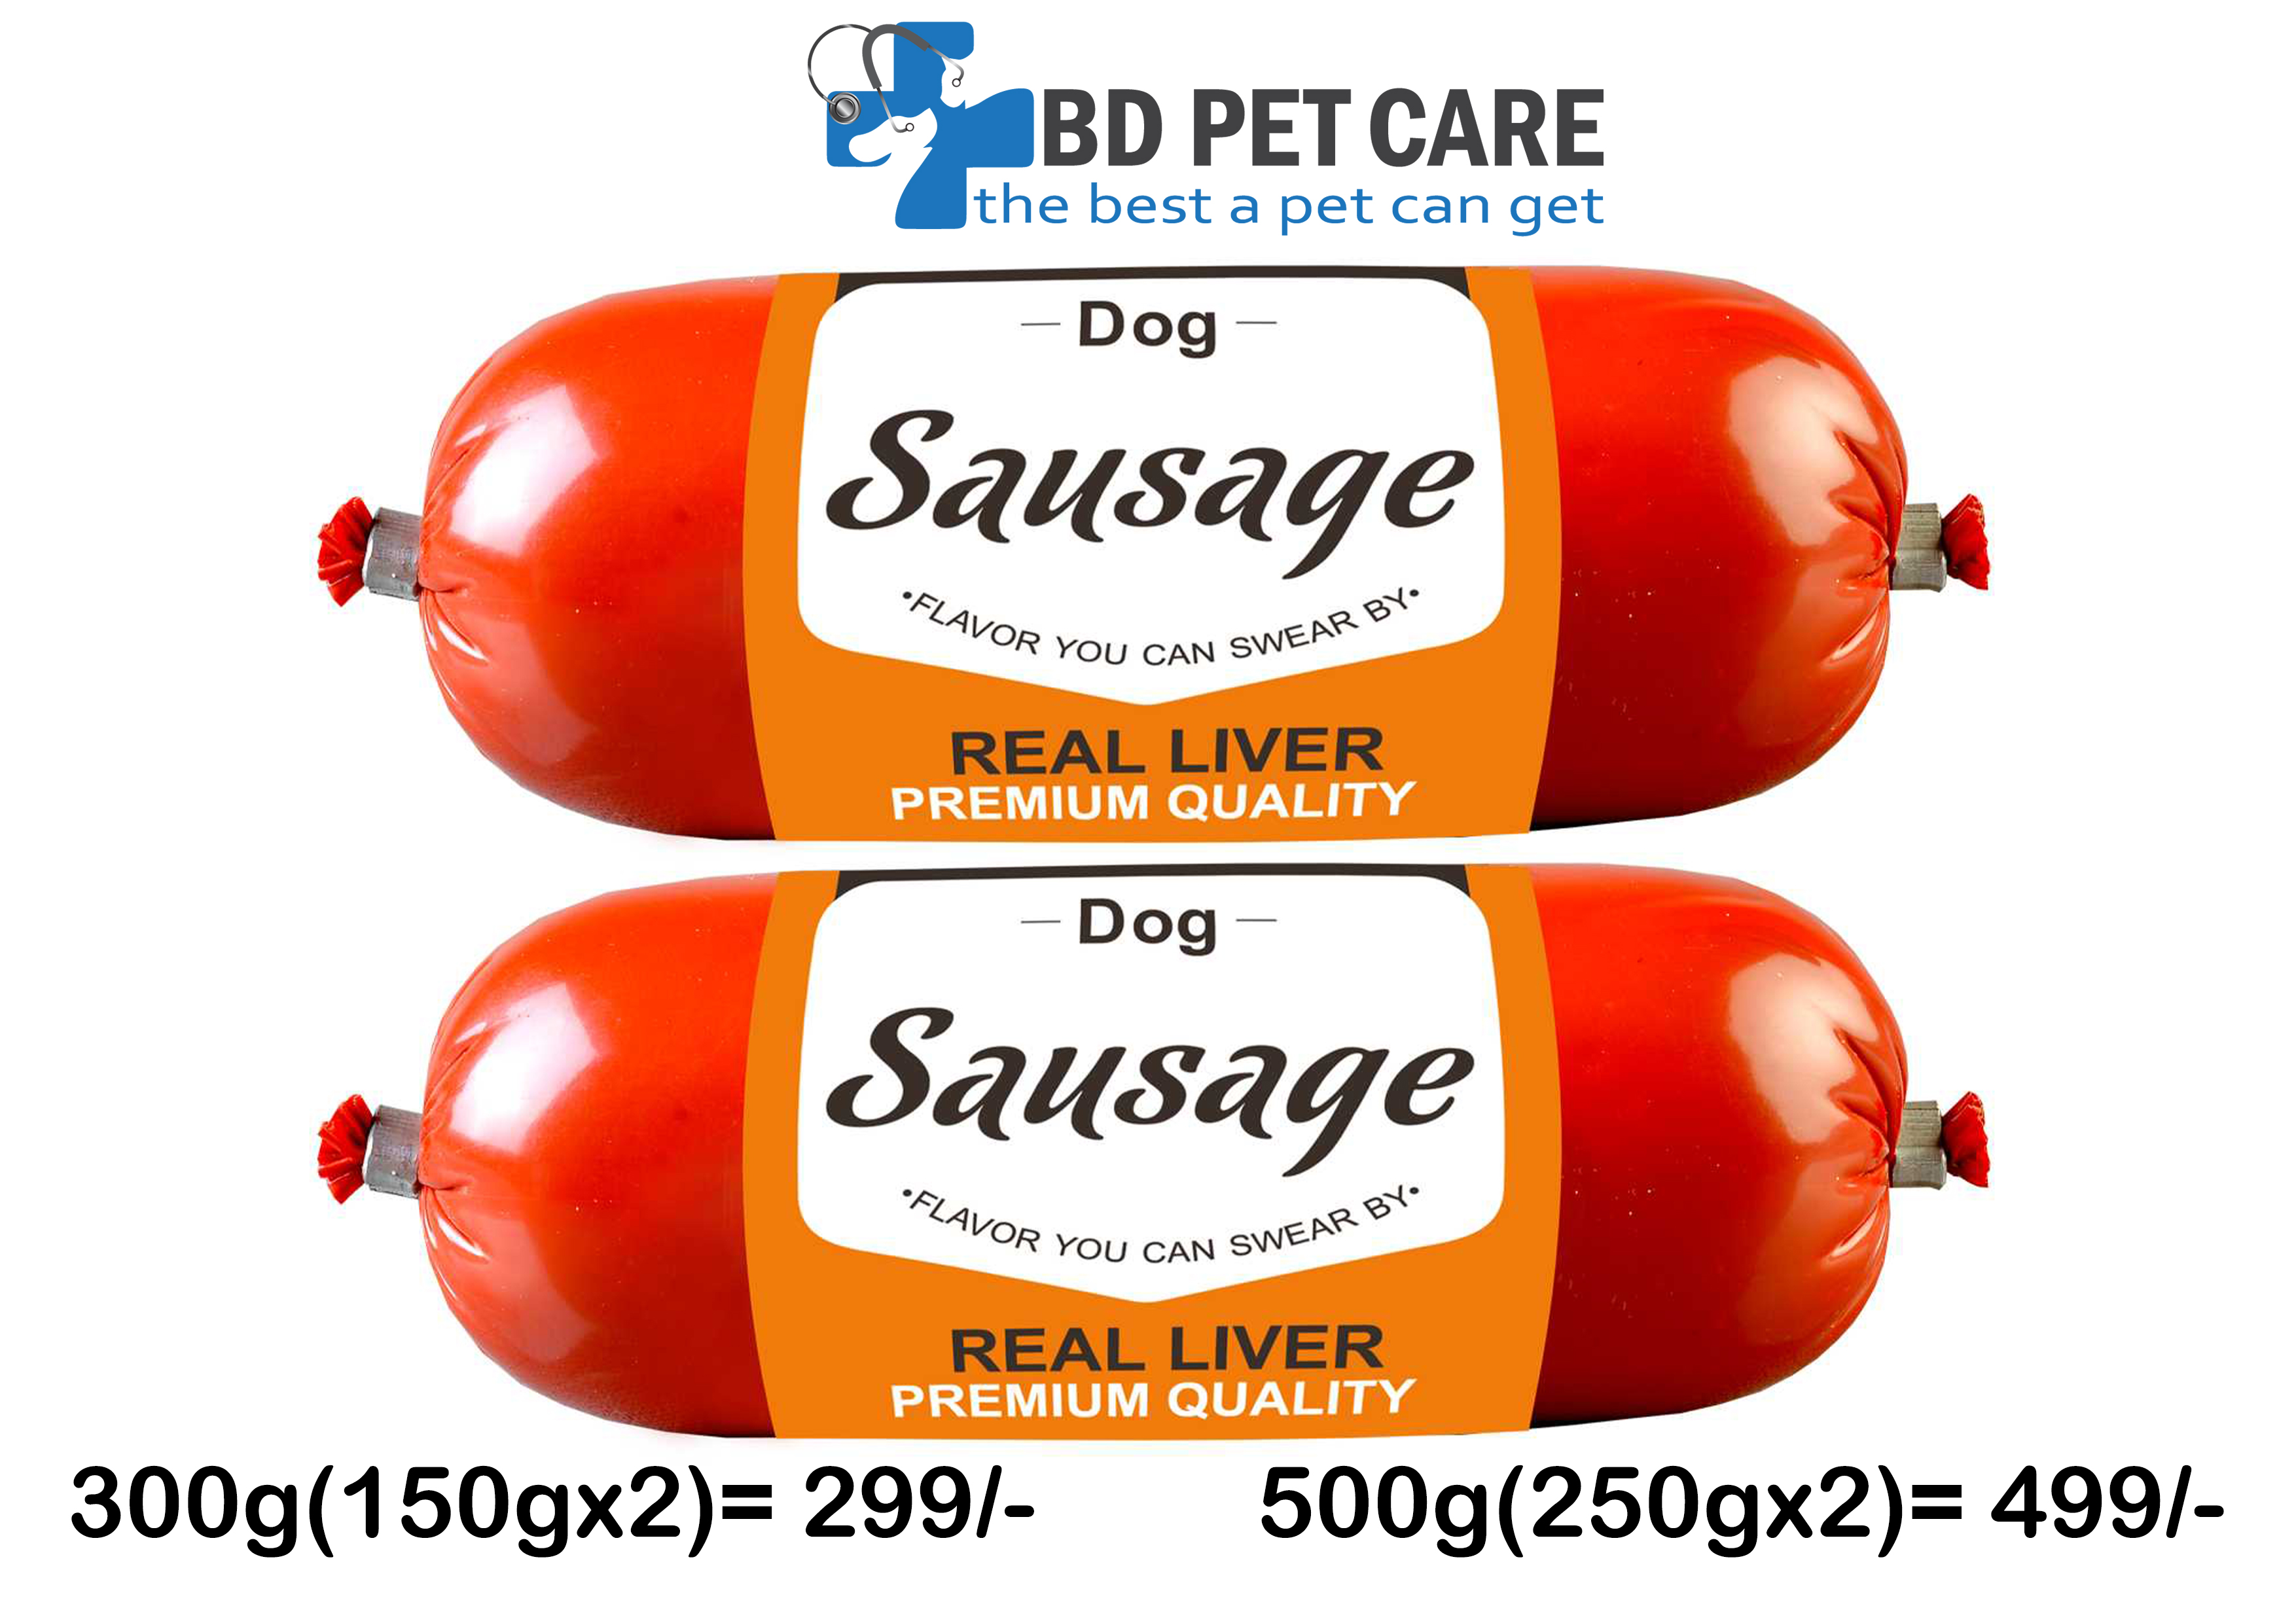 BD PET CARE
the best a pet can get
Dog
Sausage
•FLAVOR YOU CAN SWEAR BY•
REAL LIVER
PREMIUM QUALITY
Dog
Sausage
•FLAVOR YOU CAN SWEAR BY•
REAL LIVER
PREMIUM QUALITY
300g(150gx2)= 299/-
500g(250gx2)= 499/-